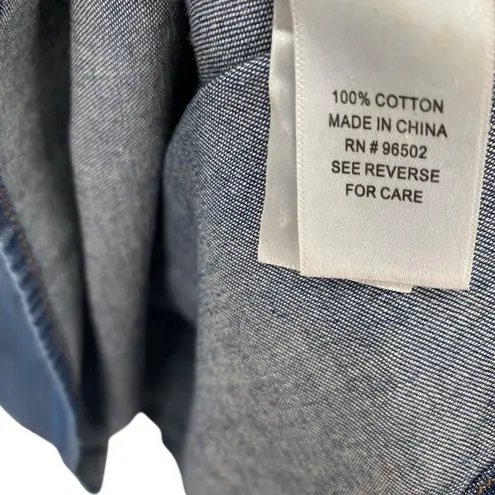 100% COTTON
MADE IN CHINA
RN # 96502
SEE REVERSE
FOR CARE